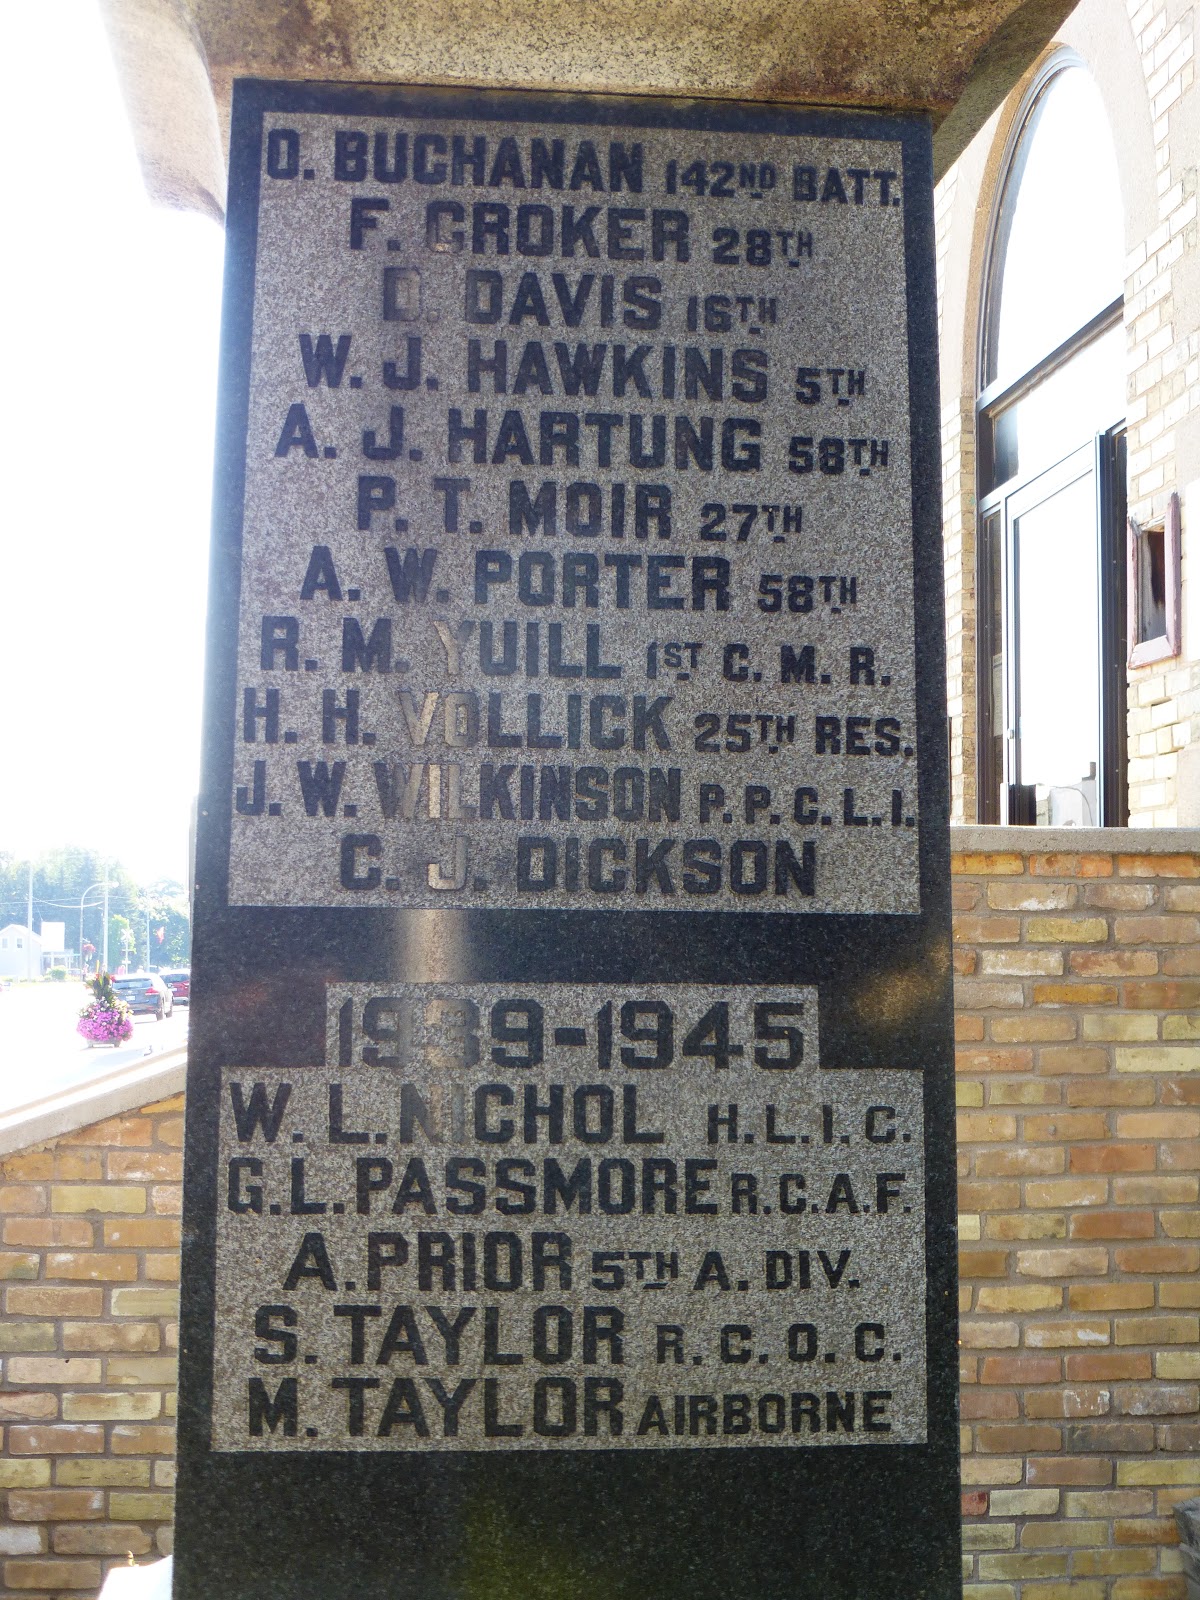 O. BUCHANAN 142ND BATT.
F. CROKER 28TH
D. DAVIS 16TH
W. J. HAWKINS 5TH
A. J. HARTUNG 58TH
P. T. MOIR 27TH
A. W. PORTER 58TH
R. M. YUILL 1ST C. M. R.
H. H. VOLLICK 25TH RES.
J. W. WILKINSON P.P.C.L.I.
C. J. DICKSON
1939-1945
W. L. NICHOL H.L.I.C.
G.L. PASSMORE R.C.A.F.
A. PRIOR 5TH A. DIV.
S. TAYLOR R.C.O.C.
M. TAYLOR AIRBORNE